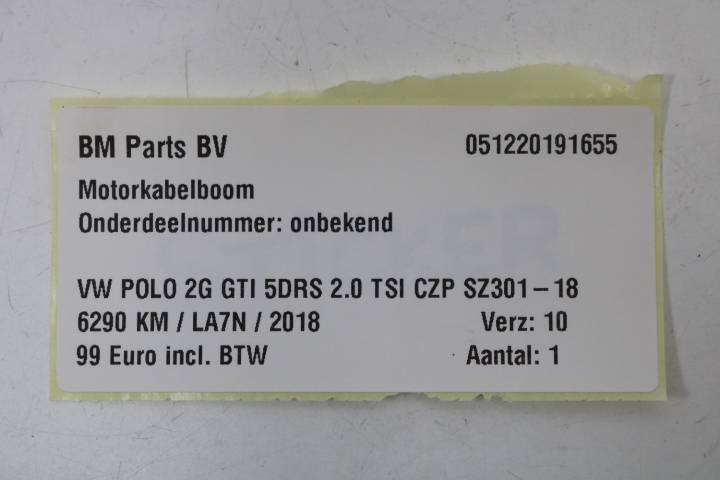 BM Parts BV 051220191655
Motorkabelboom
Onderdeelnummer: onbekend
VW POLO 2G GTI 5DRS 2.0 TSI CZP SZ301-18
6290 KM / LA7N / 2018 Verz: 10
99 Euro incl. BTW Aantal: 1